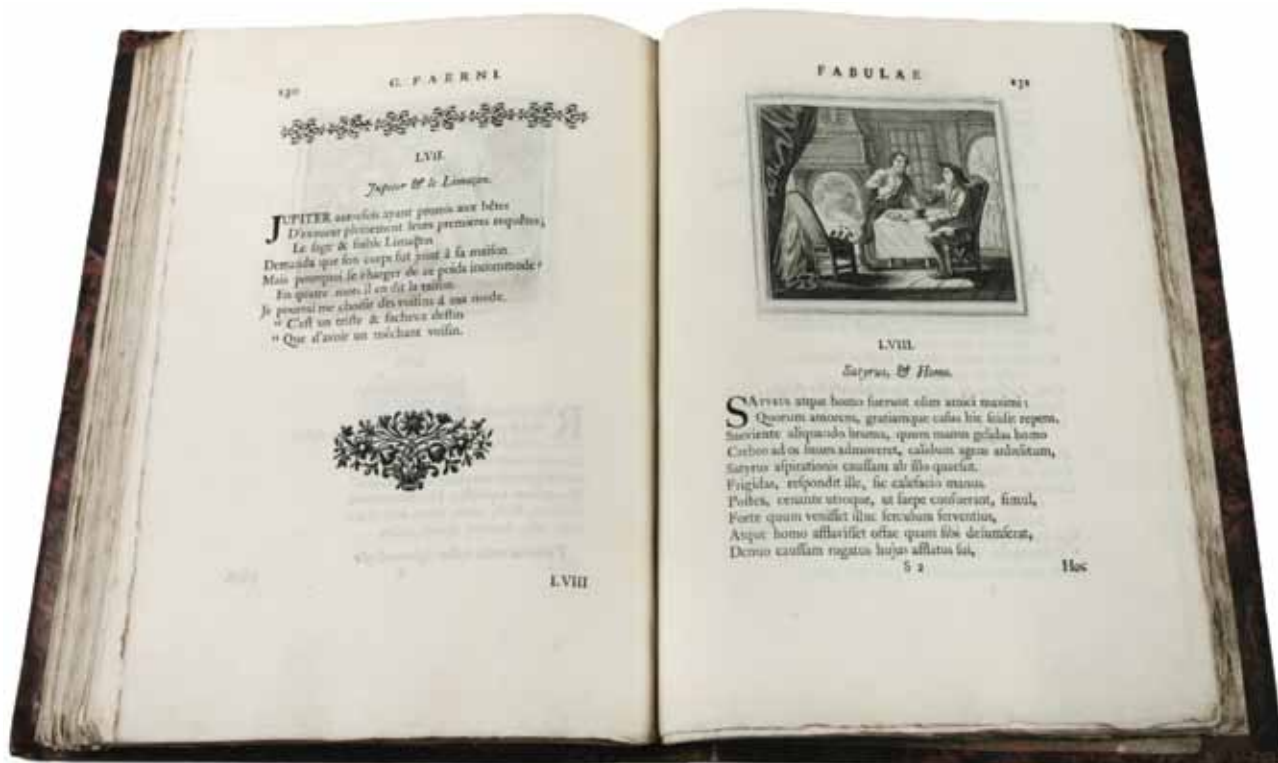 130
G. FAERNI
LVII.
Jupiter & le Limaçon.
JUPITER autrefois ayant promis aux bêtes
D'exaucer pleinement leurs premieres requêtes;
Le sage & foible Limaçon
Demanda que son corps fut joint à sa maison
Mais pourquoi se charger de ce poids incommode?
En quatre mots il en dit la raison.
Je pourrai me choisir des voisins à ma mode.
" C'est un triste & facheux destin
" Que d'avoir un méchant voisin.
LVIII
FABULAE
131
LVIII.
Satyrus, & Homo.
SATYRUS atque homo fuerunt olim amici maximi:
Quorum amorem, gratiamque casus hic scidit repens.
Saeviente aliquando bruma, quum manus gelidas homo
Crebro ad os suum admoveret, calidum agens anhelitum,
Satyrus aspirationis caussam ab illo quaesiit.
Frigidas, respondit ille, sic calefacio manus.
Postea, cenante utroque, ut saepe consuerant, simul,
Forte quum venisset illuc ferculum ferventius,
Atque homo afflavisset offae quam sibi desumserat,
Denuo caussam rogatus hujus afflatus sui,
S 2
Hoc